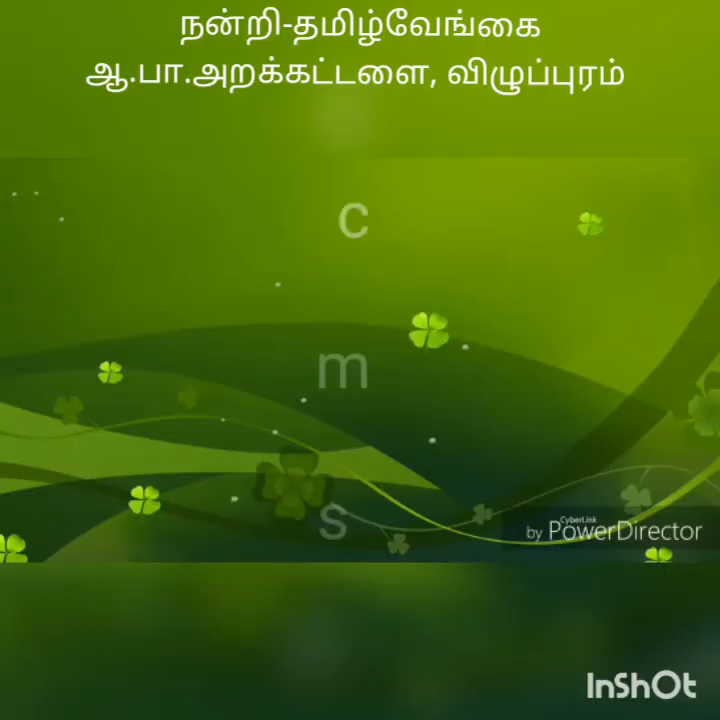 நன்றி-தமிழ்வேங்கை
ஆ.பா.அறக்கட்டளை, விழுப்புரம்
c
m
s
CyberLink
by PowerDirector
InShOt